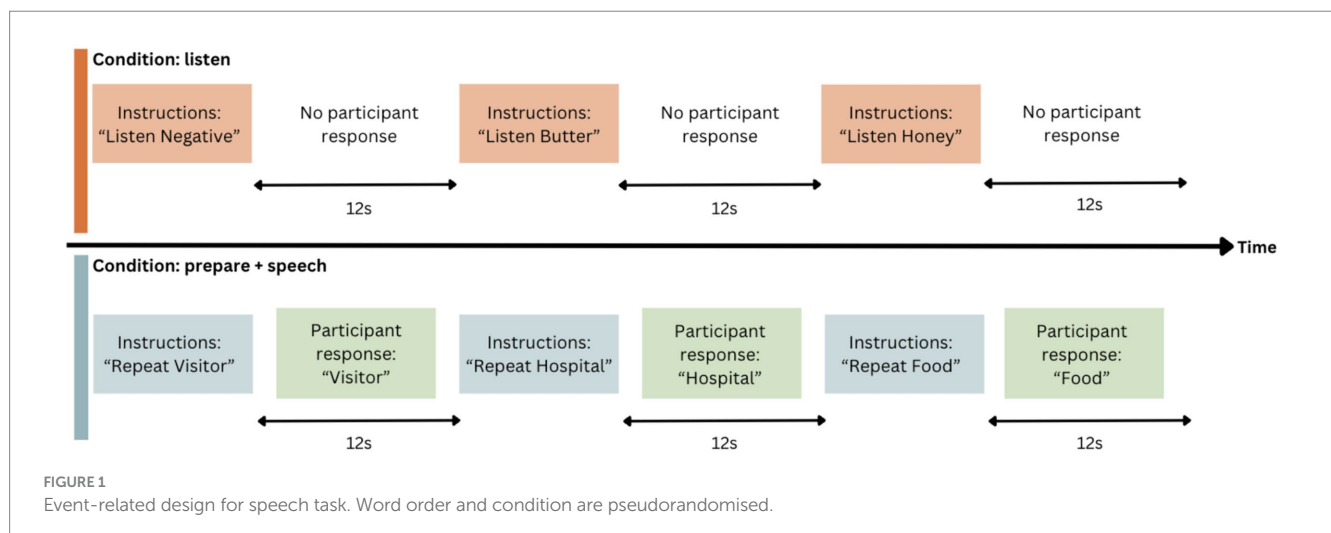 Condition: listen
Instructions:
“Listen Negative”
No participant
response
Instructions:
“Listen Butter”
No participant
response
Instructions:
“Listen Honey”
No participant
response
12s
12s
12s
Time
Condition: prepare + speech
Instructions:
“Repeat Visitor”
Participant
response:
“Visitor”
Instructions:
“Repeat Hospital”
Participant
response:
“Hospital”
Instructions:
“Repeat Food”
Participant
response:
“Food”
12s
12s
12s
FIGURE 1
Event-related design for speech task. Word order and condition are pseudorandomised.